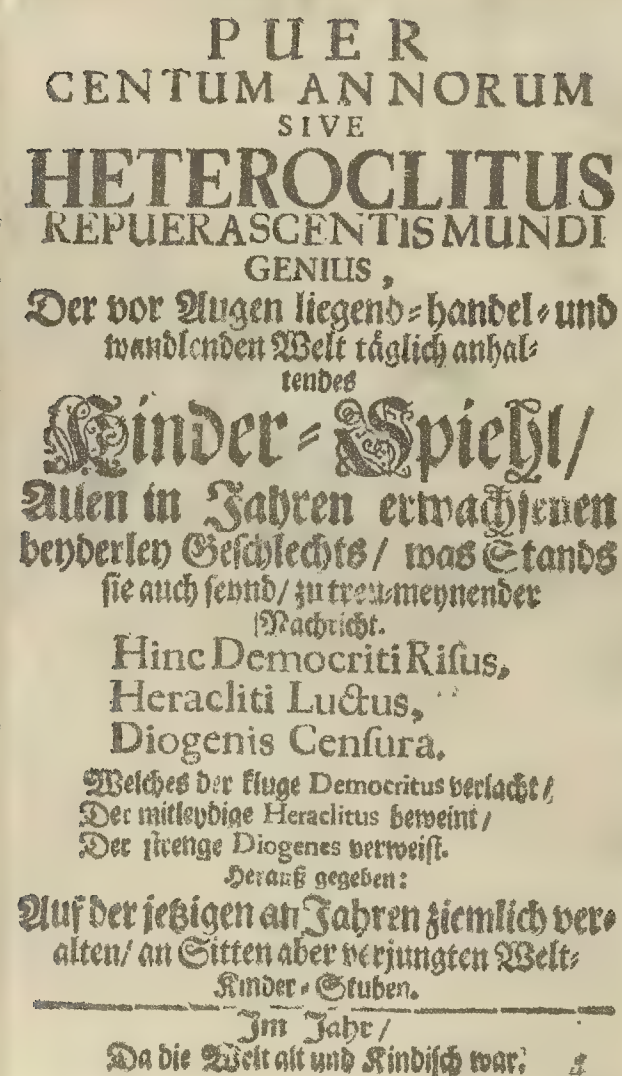 PUER
CENTUM ANNORUM
SIVE
HETEROCLITUS
REPUERASCENTIS MUNDI
GENIUS,
Der vor Augen liegend-handel-und
wandlenden Welt täglich anhal-
tendes
Kinder-Spiehl/
Allen in Jahren erwachsenen
beyderley Geschlechts/ was Stands
sie auch seynd/ zu treu-meynender
Nachricht.
Hinc Democriti Risus,
Heracliti Luctus,
Diogenis Censura.
Welches der kluge Democritus verlacht/
Der mitleydige Heraclitus beweint/
Der strenge Diogenes verweist.
Herauß gegeben:
Auf der jetzigen an Jahren ziemlich ver-
alten/ an Sitten aber verjungten Welt-
Kinder-Stuben.
Im Jahr/
Da die Welt alt und Kindisch war.